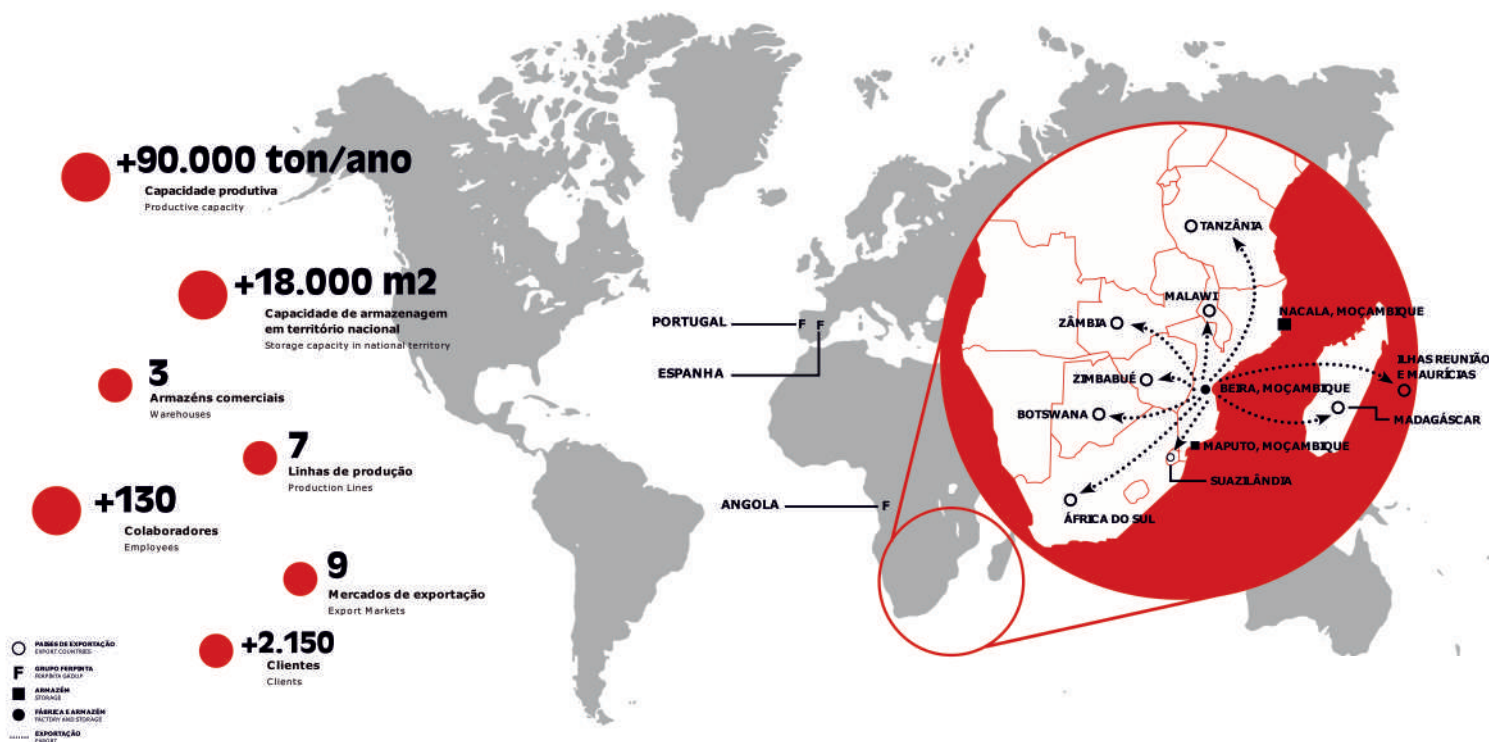 +90.000 ton/ano
Capacidade produtiva
Productive capacity
+18.000 m2
Capacidade de armazenagem
em território nacional
Storage capacity in national territory
3
Armazéns comerciais
Warehouses
7
Linhas de produção
Production Lines
+130
Colaboradores
Employees
9
Mercados de exportação
Export Markets
+2.150
Clientes
Clients
PAÍSES DE EXPORTAÇÃO
EXPORT COUNTRIES
F
GRUPO FERPINTA
FERPINTA GROUP
ARMAZÉM
STORAGE
FÁBRICA E ARMAZÉM
FACTORY AND STORAGE
EXPORTAÇÃO
EXPORT
PORTUGAL
F
F
ESPANHA
ANGOLA
F
TANZÂNIA
MALAWI
ZÂMBIA
NACALA, MOÇAMBIQUE
ILHAS REUNIÃO
E MAURÍCIAS
ZIMBABUÉ
BEIRA, MOÇAMBIQUE
BOTSWANA
MADAGÁSCAR
MAPUTO, MOÇAMBIQUE
SUAZILÂNDIA
ÁFRICA DO SUL